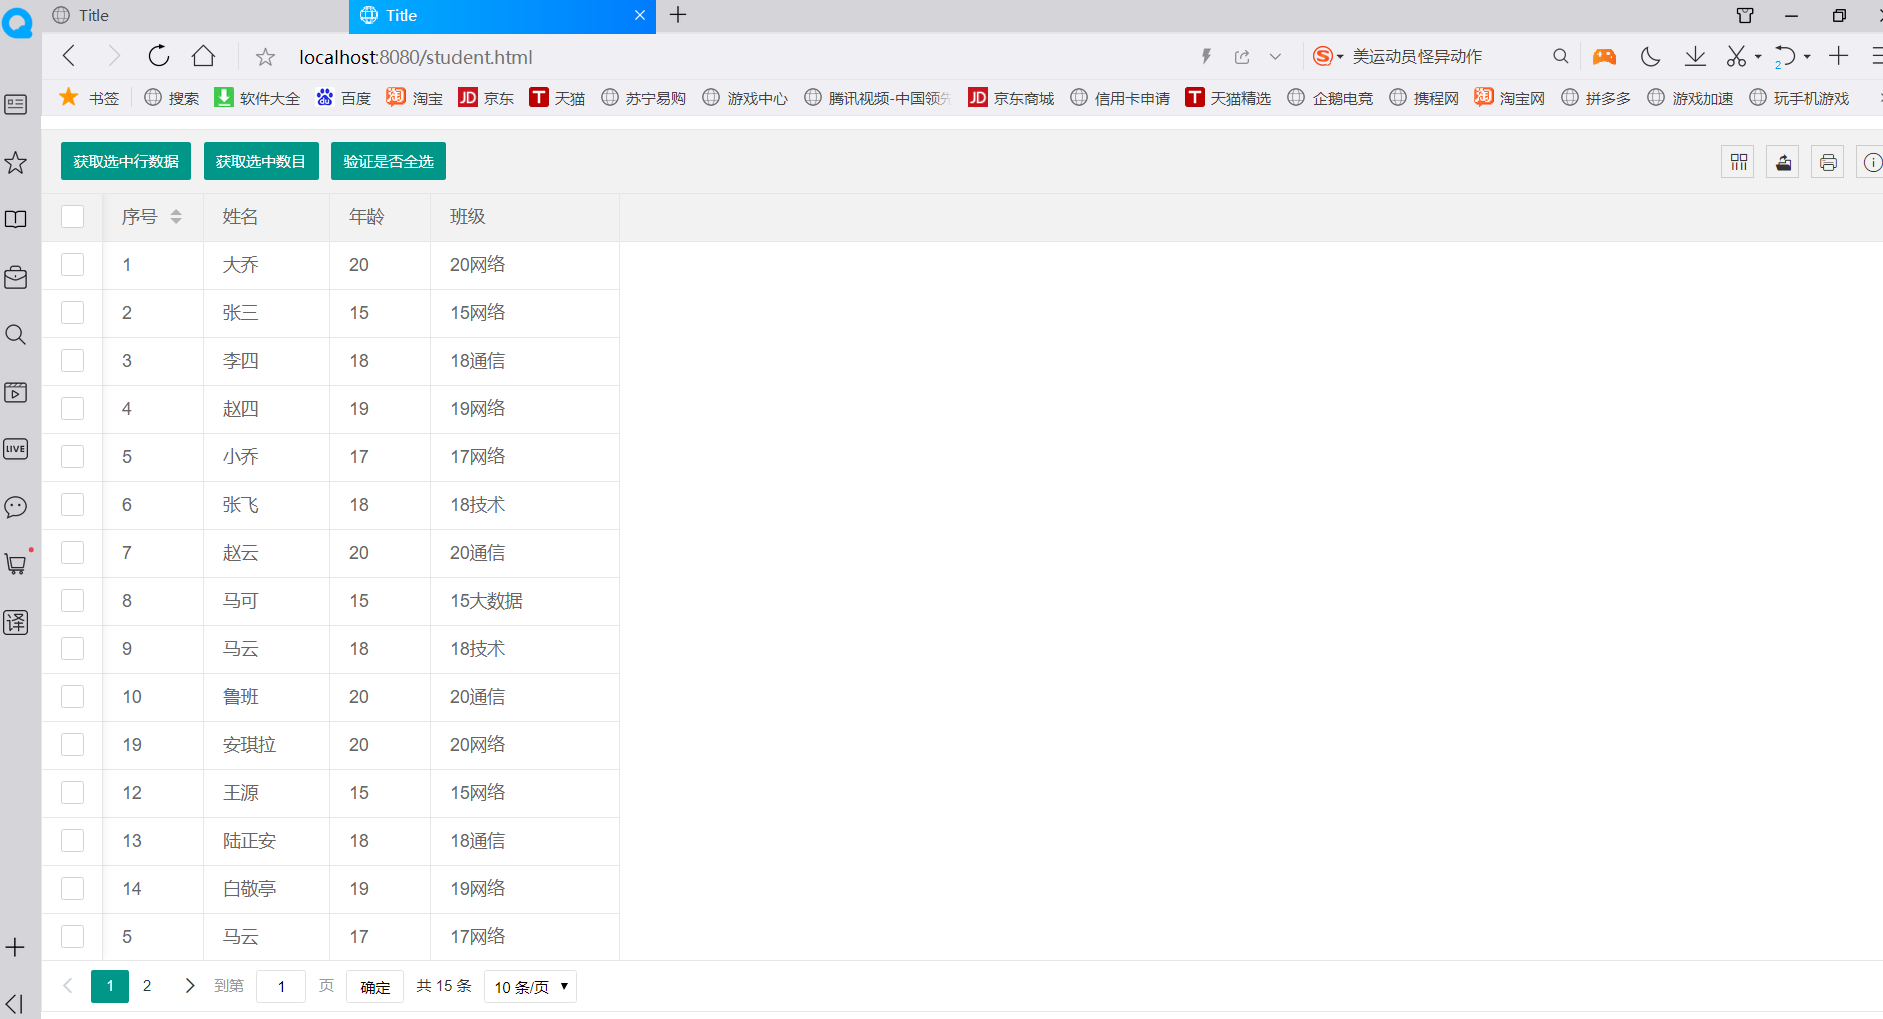 Title Title
localhost:8080/student.html 美运动员怪异动作 2
书签 搜索 软件大全 百度 淘 淘宝 JD 京东 T 天猫 苏宁易购 游戏中心 腾讯视频-中国领先 JD 京东商城 信用卡申请 T 天猫精选 企鹅电竞 携程网 淘 淘宝网 拼多多 游戏加速 玩手机游戏
获取选中行数据 获取选中数目 验证是否全选
序号 姓名 年龄 班级
1 大乔 20 20网络
2 张三 15 15网络
3 李四 18 18通信
4 赵四 19 19网络
5 小乔 17 17网络
6 张飞 18 18技术
7 赵云 20 20通信
8 马可 15 15大数据
9 马云 18 18技术
10 鲁班 20 20通信
19 安琪拉 20 20网络
12 王源 15 15网络
13 陆正安 18 18通信
14 白敬亭 19 19网络
5 马云 17 17网络
1 2 到第 1 页 确定 共 15 条 10 条/页
LIVE
译